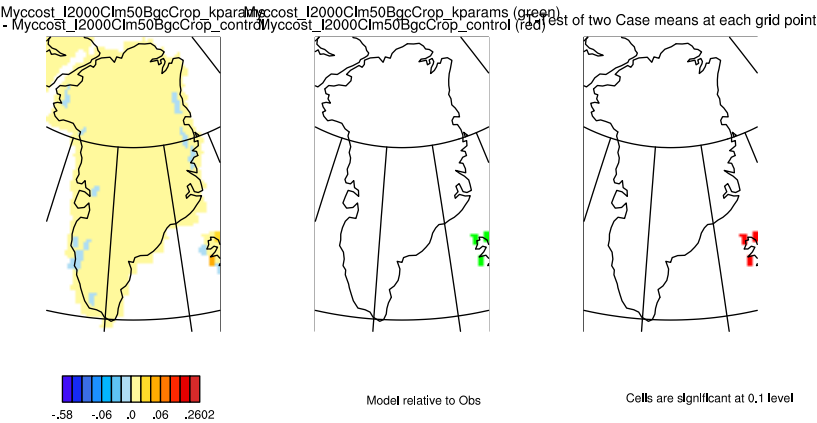 Myccost_I2000Clm50BgcCrop_kparams
- Myccost_I2000Clm50BgcCrop_control
Myccost_I2000Clm50BgcCrop_kparams (green)
Myccost_I2000Clm50BgcCrop_control (red)
T-Test of two Case means at each grid point
-.58 -.06 .0 .06 .2602
Model relative to Obs
Cells are significant at 0.1 level